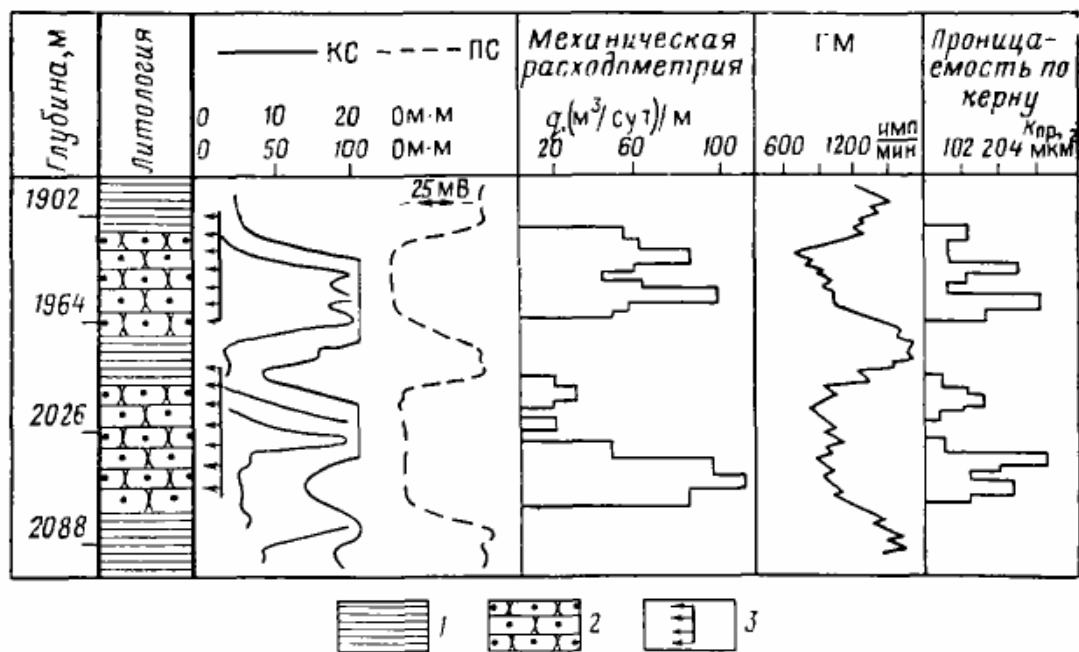 Глубина, м
Литология
КС ПС
0 10 20 Ом·м
0 50 100 Ом·м
Механическая
расходометрия
q,(м³/сут)/м
20 60 100
ГМ
600 1200 имп/мин
Проница-
емость по
керну
102 204 Kпр, мкм²
25 мВ
1902
1964
2026
2088
1 2 3